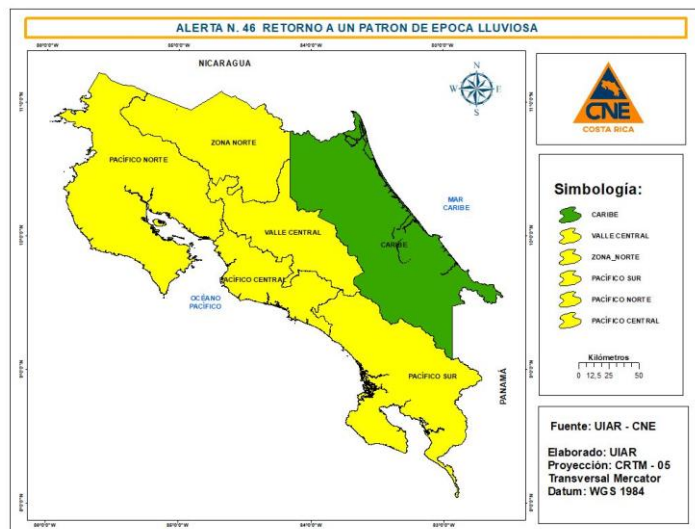 ALERTA N. 46 RETORNO A UN PATRON DE EPOCA LLUVIOSA
NICARAGUA
N
W E
S
ZONA NORTE
PACÍFICO NORTE
MAR
CARIBE
VALLE CENTRAL
CARIBE
PACÍFICO CENTRAL
OCÉANO
PACÍFICO
PACÍFICO SUR
PANAMÁ
CNE
COSTA RICA
Simbología:
CARIBE
VALLE CENTRAL
ZONA_NORTE
PACÍFICO SUR
PACÍFICO NORTE
PACÍFICO CENTRAL
Kilómetros
0 12,5 25 50
Fuente: UIAR - CNE
Elaborado: UIAR
Proyección: CRTM - 05
Transversal Mercator
Datum: WGS 1984